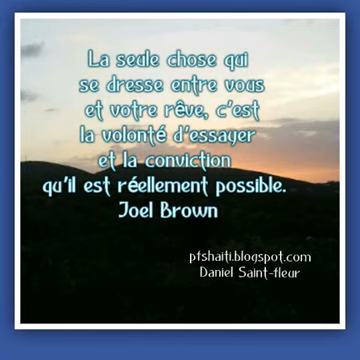 La seule chose qui
se dresse entre vous
et votre rêve, c'est
la volonté d'essayer
et la conviction
qu'il est réellement possible.
Joel Brown
pfshaiti.blogspot.com
Daniel Saint-fleur